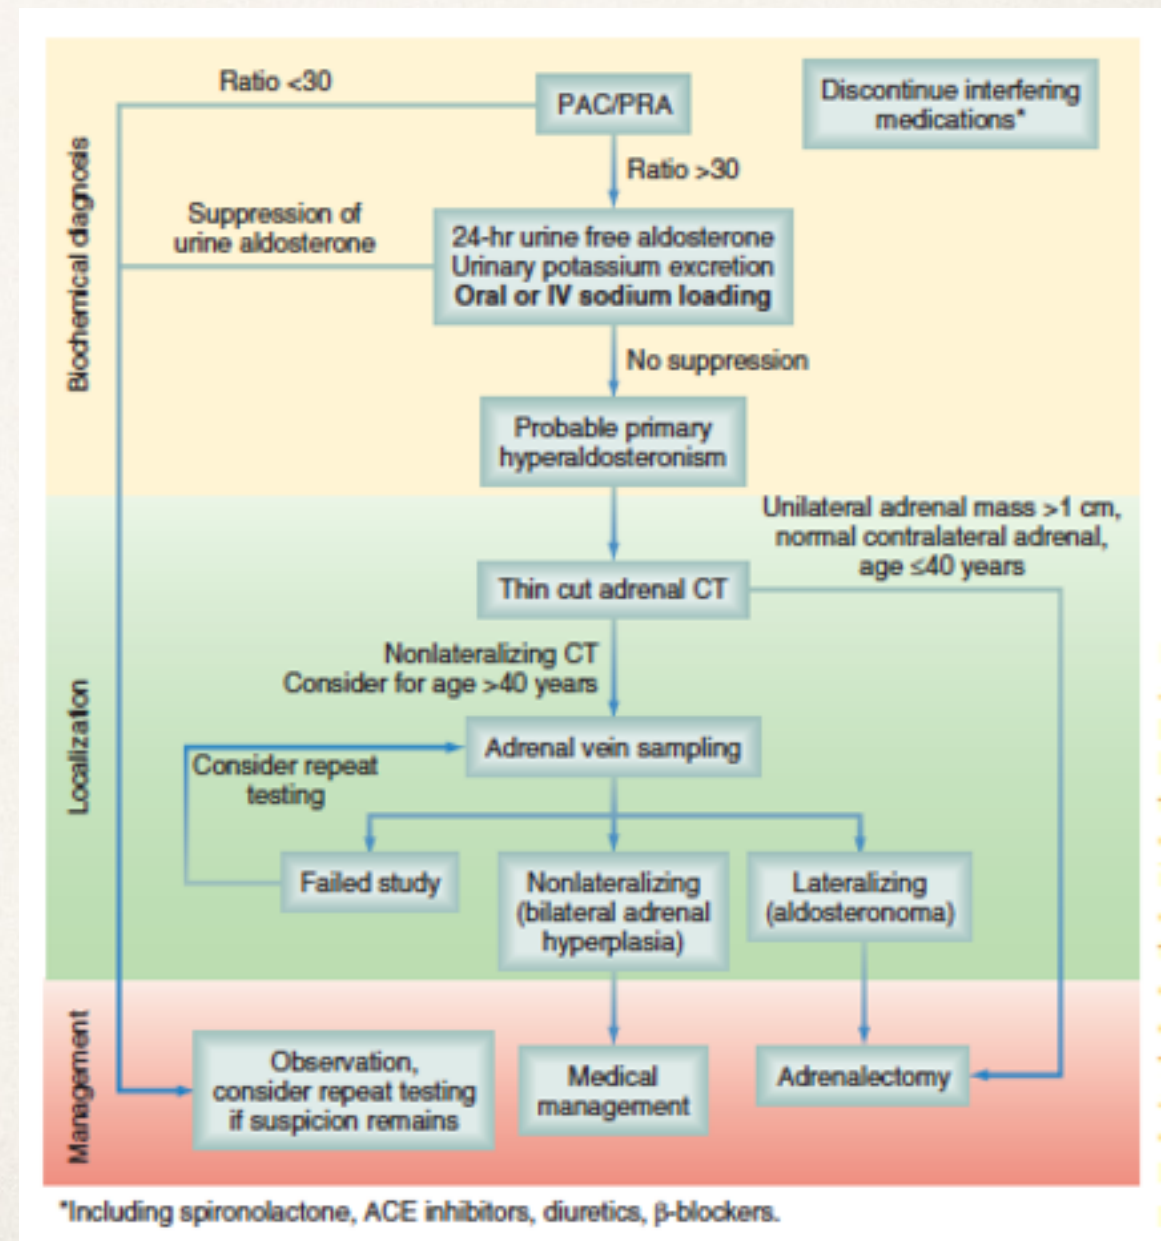 Ratio <30
PAC/PRA
Discontinue interfering
medications*
Ratio >30
Biochemical diagnosis
Suppression of
urine aldosterone
24-hr urine free aldosterone
Urinary potassium excretion
Oral or IV sodium loading
No suppression
Probable primary
hyperaldosteronism
Unilateral adrenal mass >1 cm,
normal contralateral adrenal,
age ≤40 years
Thin cut adrenal CT
Nonlateralizing CT
Consider for age >40 years
Localization
Adrenal vein sampling
Consider repeat
testing
Failed study
Nonlateralizing
(bilateral adrenal
hyperplasia)
Lateralizing
(aldosteronoma)
Management
Observation,
consider repeat testing
if suspicion remains
Medical
management
Adrenalectomy
*Including spironolactone, ACE inhibitors, diuretics, β-blockers.